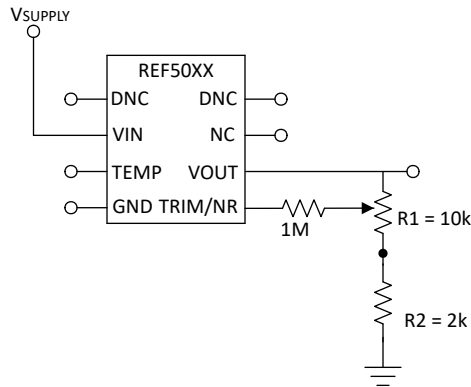 VSUPPLY
REF50XX
DNC DNC
VIN NC
TEMP VOUT
GND TRIM/NR
1M
R1 = 10k
R2 = 2k